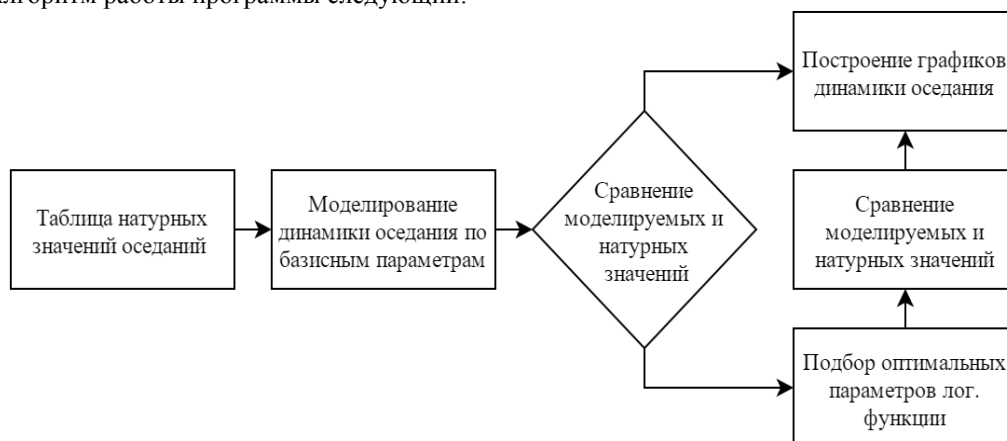 алгоритм работы программы следующий:
Таблица натурных
значений оседаний
Моделирование
динамики оседания по
базисным параметрам
Сравнение
моделируемых и
натурных
значений
Построение графиков
динамики оседания
Сравнение
моделируемых и
натурных значений
Подбор оптимальных
параметров лог.
функции